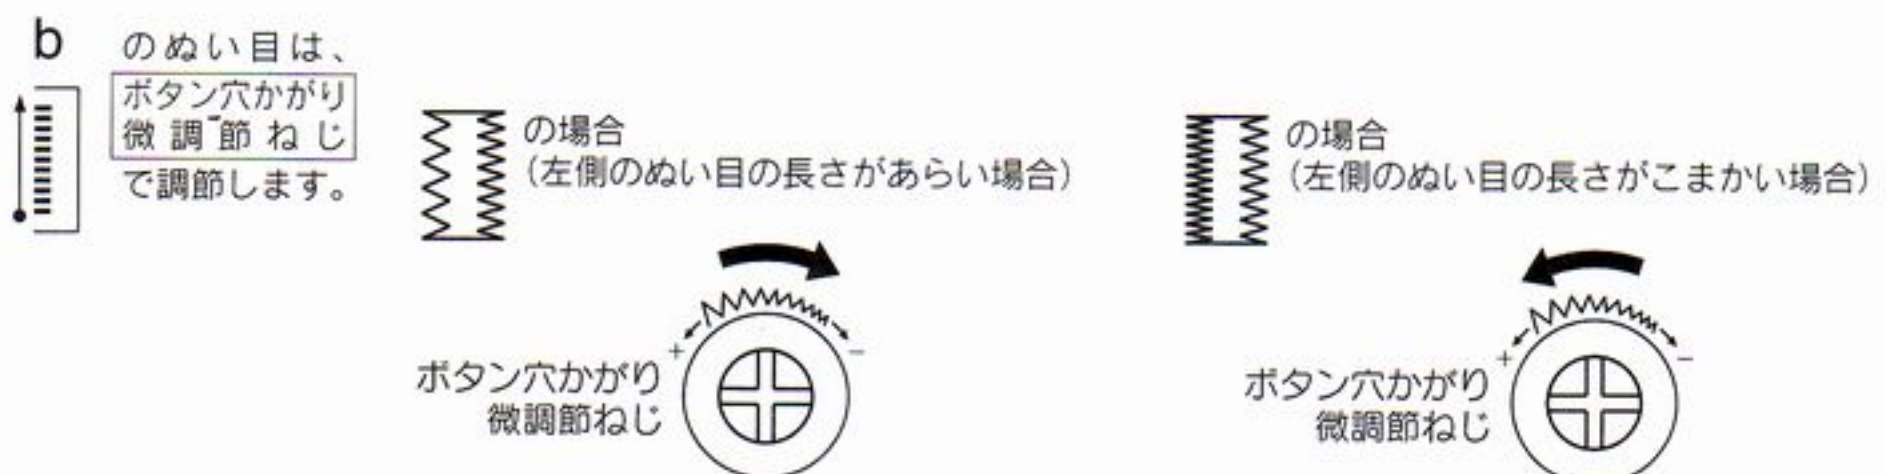 b
のぬい目は、
ボタン穴かがり
微調節ねじ
で調節します。
の場合
(左側のぬい目の長さがあらい場合)
+
-
ボタン穴かがり
微調節ねじ
の場合
(左側のぬい目の長さがこまかい場合)
+
-
ボタン穴かがり
微調節ねじ